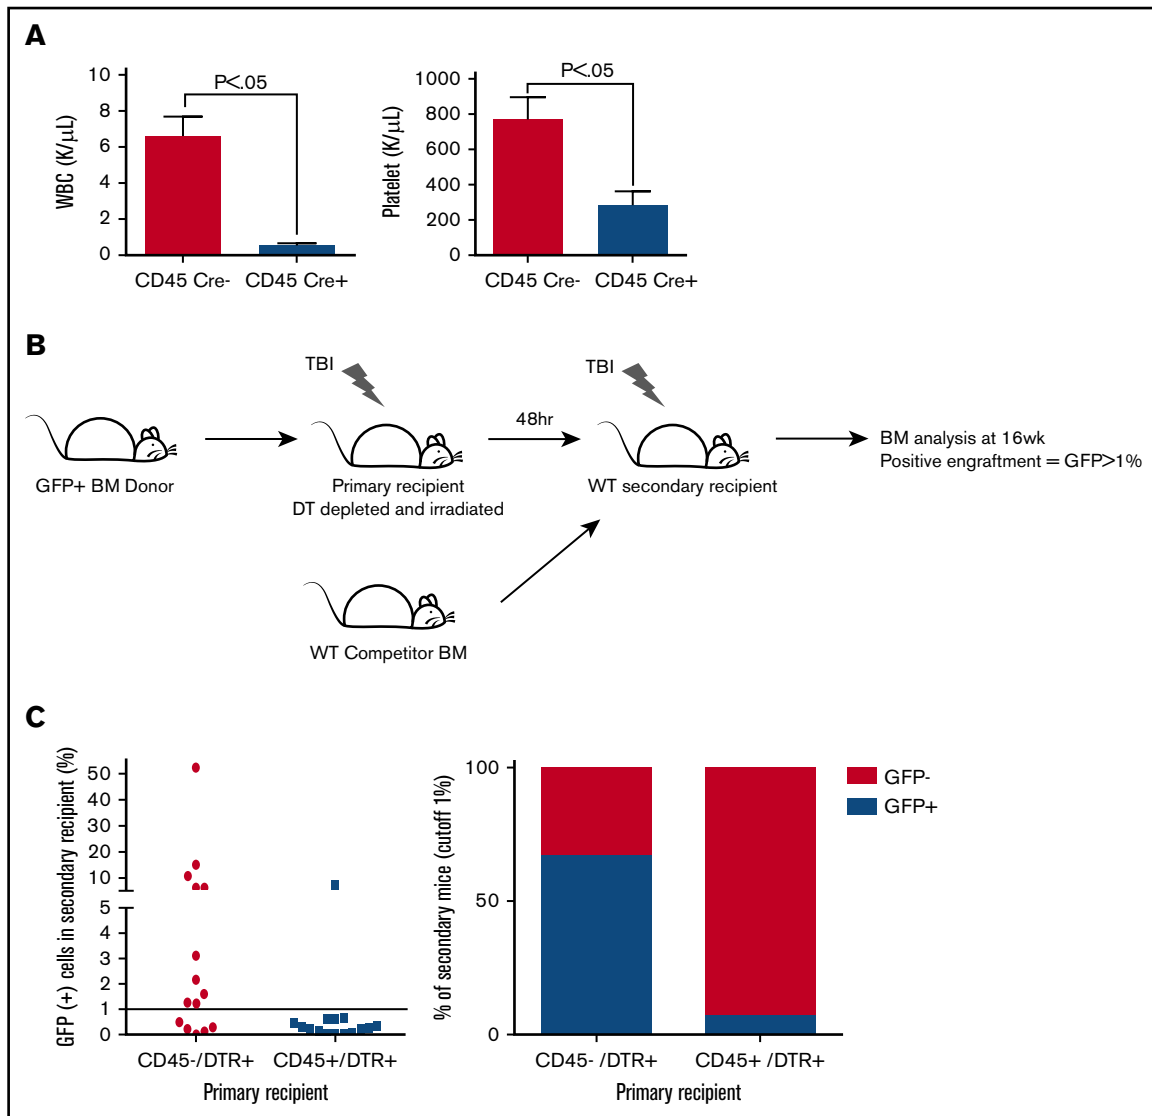 A
WBC (K/μL)
10
8
6
4
2
0
P<.05
CD45 Cre-
CD45 Cre+
Platelet (K/μL)
1000
800
600
400
200
0
P<.05
CD45 Cre-
CD45 Cre+
B
GFP+ BM Donor
TBI
Primary recipient
DT depleted and irradiated
48hr
TBI
WT secondary recipient
BM analysis at 16wk
Positive engraftment = GFP>1%
WT Competitor BM
C
GFP (+) cells in secondary recipient (%)
50
40
30
20
10
5
4
3
2
1
0
CD45-/DTR+
CD45+/DTR+
Primary recipient
% of secondary mice (cutoff 1%)
100
50
0
CD45- /DTR+
CD45+ /DTR+
Primary recipient
GFP-
GFP+